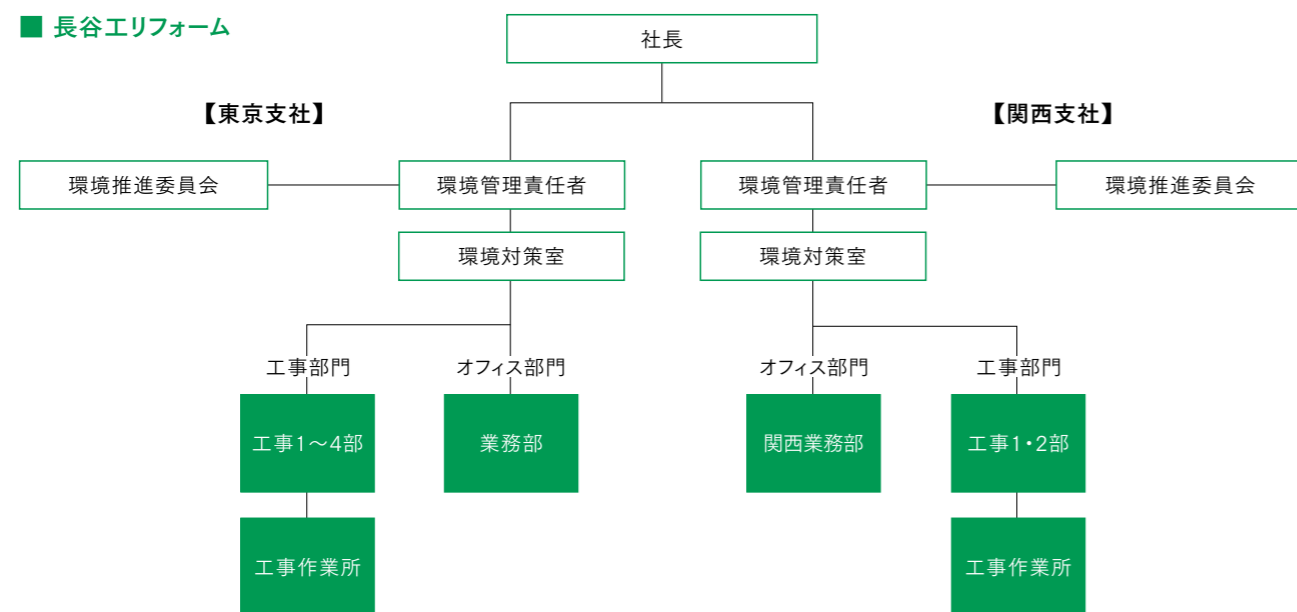 ■ 長谷工リフォーム
社長
【東京支社】
【関西支社】
環境推進委員会
環境管理責任者
環境管理責任者
環境推進委員会
環境対策室
環境対策室
工事部門
オフィス部門
オフィス部門
工事部門
工事1〜4部
業務部
関西業務部
工事1・2部
工事作業所
工事作業所